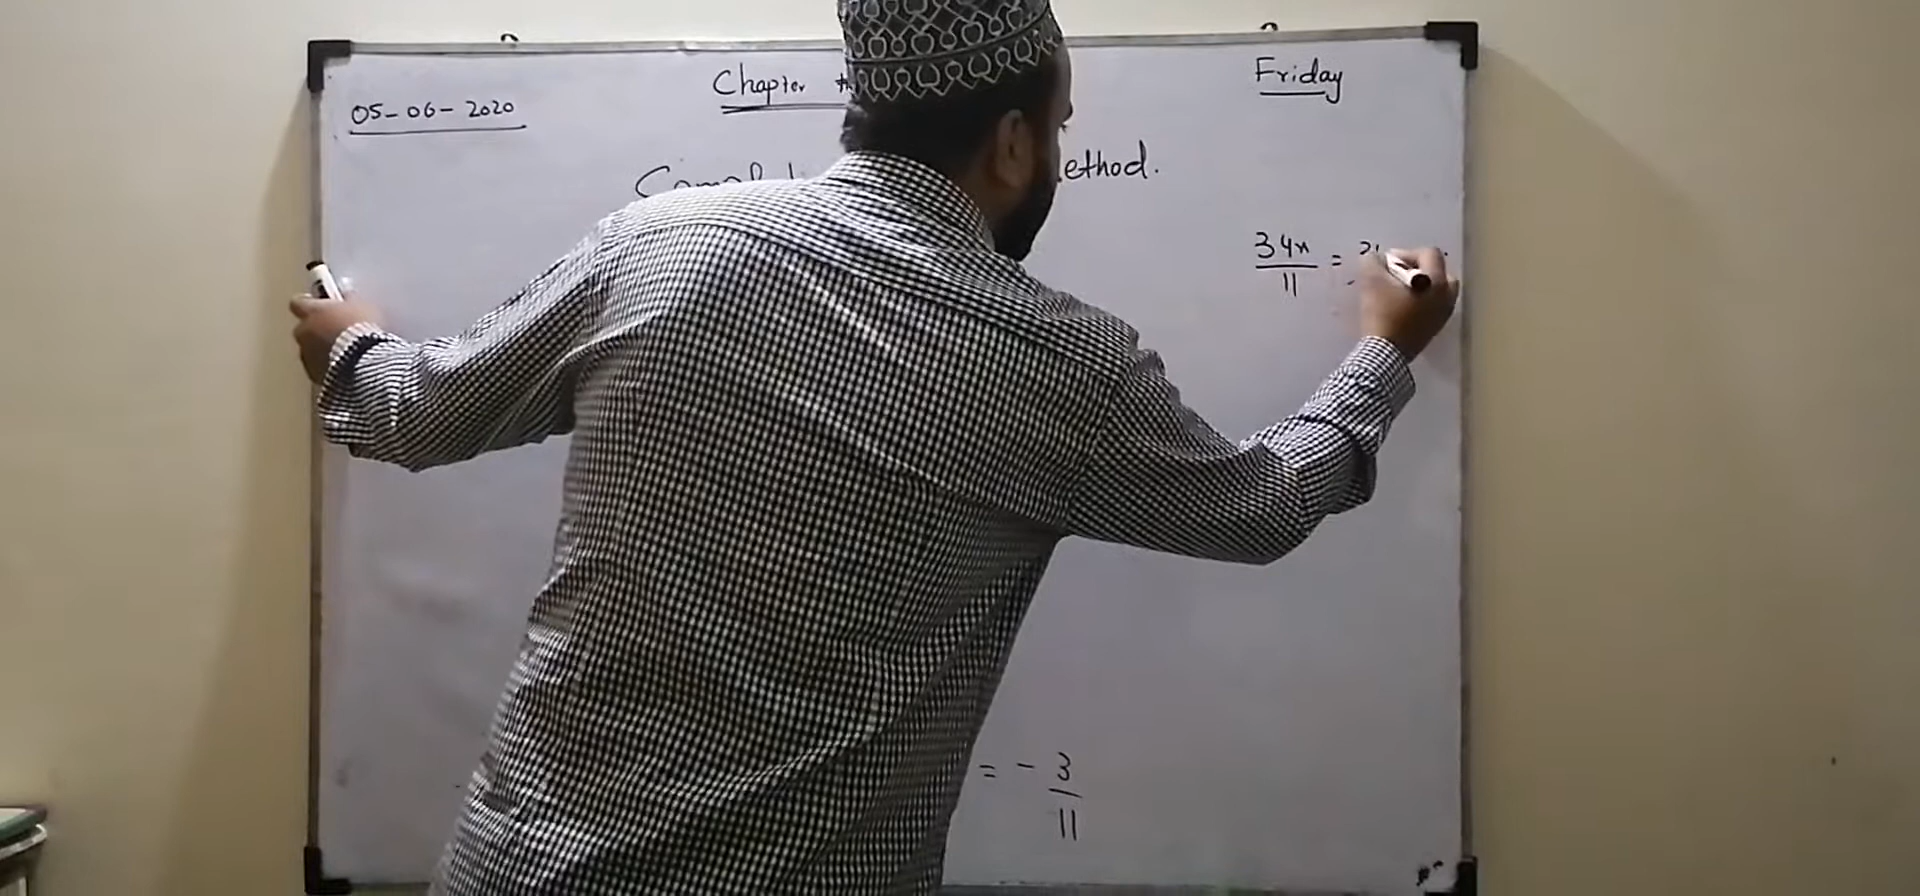 05-06-2020
Chapter
Friday
ethod.
34x/11 =
= - 3/11